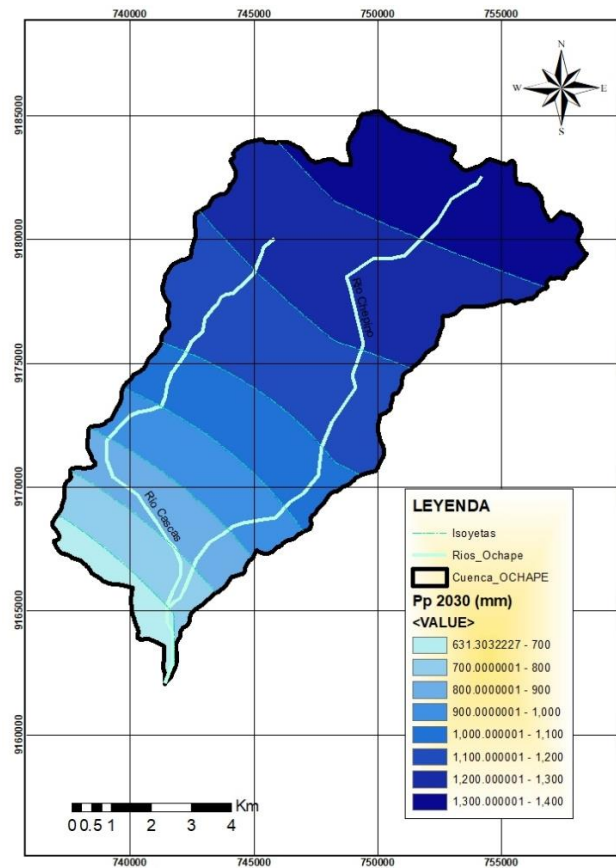 740000 745000 750000 755000
N
W E
S
9185000
9180000
9175000
9170000
9165000
9160000
Río Chepino
Río Cascas
LEYENDA
Isoyetas
Rios_Ochape
Cuenca_OCHAPE
Pp 2030 (mm)
<VALUE>
631.3032227 - 700
700.0000001 - 800
800.0000001 - 900
900.0000001 - 1,000
1,000.000001 - 1,100
1,100.000001 - 1,200
1,200.000001 - 1,300
1,300.000001 - 1,400
Km
0 0.5 1 2 3 4
740000 745000 750000 755000